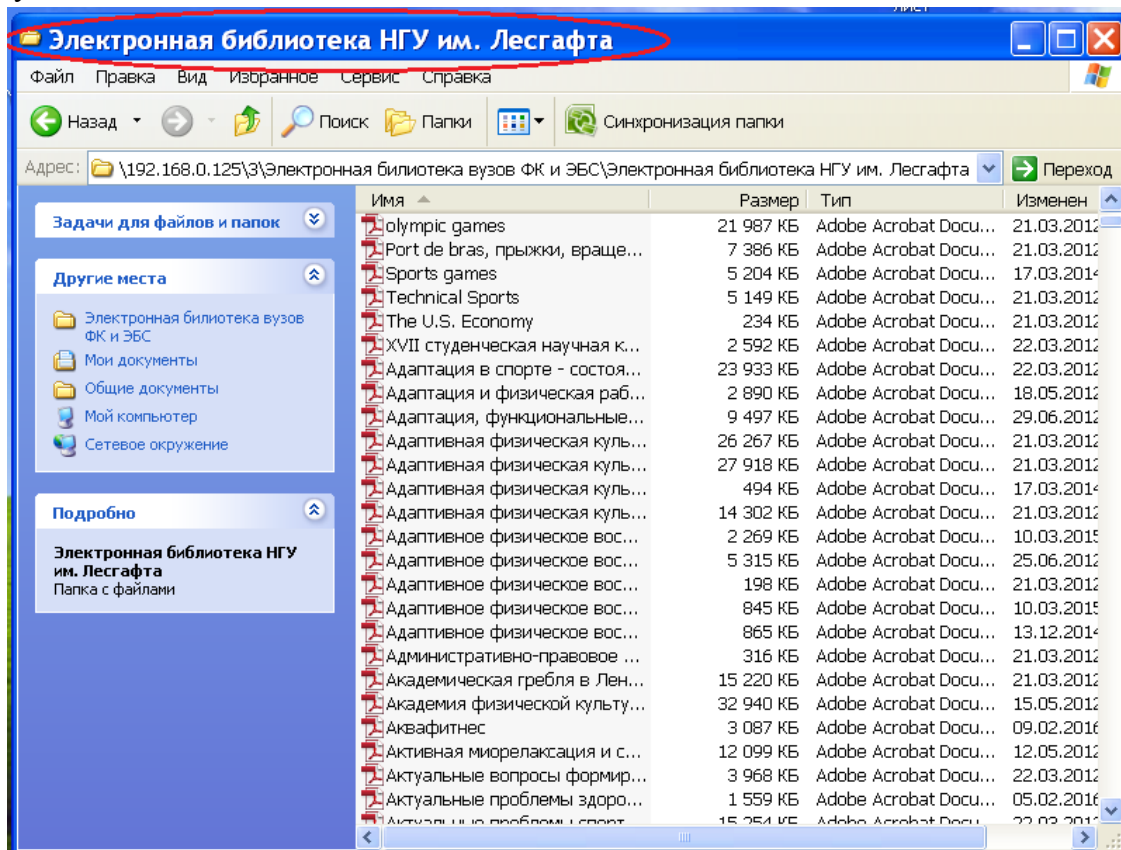 Электронная библиотека НГУ им. Лесгафта
Файл Правка Вид Избранное Сервис Справка
Назад Поиск Папки Синхронизация папки
Адрес: \192.168.0.125\3\Электронная билиотека вузов ФК и ЭБС\Электронная библиотека НГУ им. Лесгафта Переход
Задачи для файлов и папок
Другие места
Электронная билиотека вузов
ФК и ЭБС
Мои документы
Общие документы
Мой компьютер
Сетевое окружение
Подробно
Электронная библиотека НГУ
им. Лесгафта
Папка с файлами
Имя Размер Тип Изменен
olympic games 21 987 КБ Adobe Acrobat Docu... 21.03.2012
Port de bras, прыжки, враще... 7 386 КБ Adobe Acrobat Docu... 21.03.2012
Sports games 5 204 КБ Adobe Acrobat Docu... 17.03.2014
Technical Sports 5 149 КБ Adobe Acrobat Docu... 21.03.2012
The U.S. Economy 234 КБ Adobe Acrobat Docu... 21.03.2012
XVII студенческая научная к... 2 592 КБ Adobe Acrobat Docu... 22.03.2012
Адаптация в спорте - состоя... 23 933 КБ Adobe Acrobat Docu... 22.03.2012
Адаптация и физическая раб... 2 890 КБ Adobe Acrobat Docu... 18.05.2012
Адаптация, функциональные... 9 497 КБ Adobe Acrobat Docu... 29.06.2012
Адаптивная физическая куль... 26 267 КБ Adobe Acrobat Docu... 21.03.2012
Адаптивная физическая куль... 27 918 КБ Adobe Acrobat Docu... 21.03.2012
Адаптивная физическая куль... 494 КБ Adobe Acrobat Docu... 17.03.2014
Адаптивная физическая куль... 14 302 КБ Adobe Acrobat Docu... 21.03.2012
Адаптивное физическое вос... 2 269 КБ Adobe Acrobat Docu... 10.03.2015
Адаптивное физическое вос... 5 315 КБ Adobe Acrobat Docu... 25.06.2012
Адаптивное физическое вос... 198 КБ Adobe Acrobat Docu... 21.03.2012
Адаптивное физическое вос... 845 КБ Adobe Acrobat Docu... 10.03.2015
Адаптивное физическое вос... 865 КБ Adobe Acrobat Docu... 13.12.2014
Административно-правовое ... 316 КБ Adobe Acrobat Docu... 21.03.2012
Академическая гребля в Лен... 15 220 КБ Adobe Acrobat Docu... 21.03.2012
Академия физической культу... 32 940 КБ Adobe Acrobat Docu... 15.05.2012
Аквафитнес 3 087 КБ Adobe Acrobat Docu... 09.02.2016
Активная миорелаксация и с... 12 099 КБ Adobe Acrobat Docu... 12.05.2012
Актуальные вопросы формир... 3 968 КБ Adobe Acrobat Docu... 22.03.2012
Актуальные проблемы здоро... 1 559 КБ Adobe Acrobat Docu... 05.02.2016
Актуальные проблемы спорт... 15 254 КБ Adobe Acrobat Docu... 22.03.2012